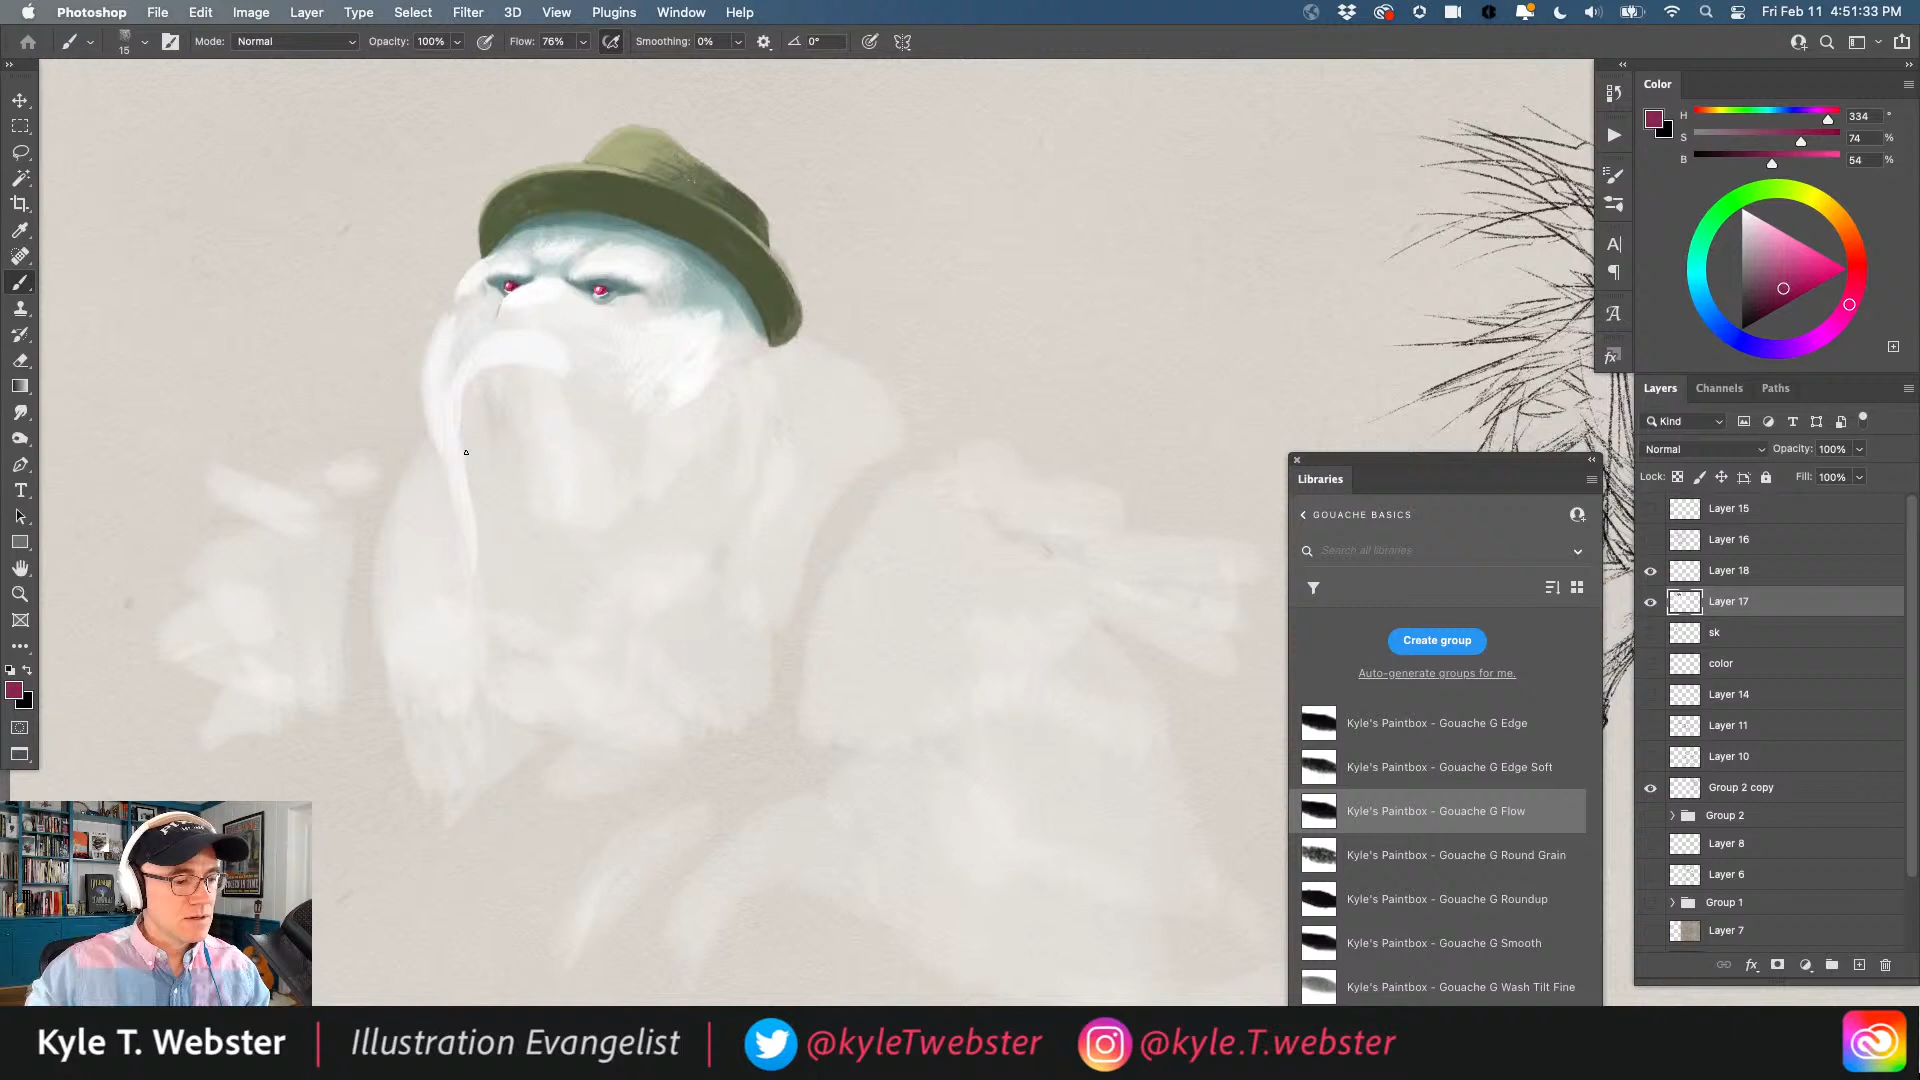 Photoshop File Edit Image Layer Type Select Filter 3D View Plugins Window Help Fri Feb 11 4:51:33 PM
15 Mode: Normal Opacity: 100% Flow: 76% Smoothing: 0% 0°
Color
H 334 °
S 74 %
B 54 %
Layers Channels Paths
Kind
Normal Opacity: 100%
Lock: Fill: 100%
Layer 15
Layer 16
Layer 18
Layer 17
sk
color
Layer 14
Layer 11
Layer 10
Group 2 copy
Group 2
Layer 8
Layer 6
Group 1
Layer 7
Libraries
GOUACHE BASICS
Search all libraries
Create group
Auto-generate groups for me.
Kyle's Paintbox - Gouache G Edge
Kyle's Paintbox - Gouache G Edge Soft
Kyle's Paintbox - Gouache G Flow
Kyle's Paintbox - Gouache G Round Grain
Kyle's Paintbox - Gouache G Roundup
Kyle's Paintbox - Gouache G Smooth
Kyle's Paintbox - Gouache G Wash Tilt Fine
Kyle T. Webster | Illustration Evangelist | @kyleTwebster @kyle.T.webster